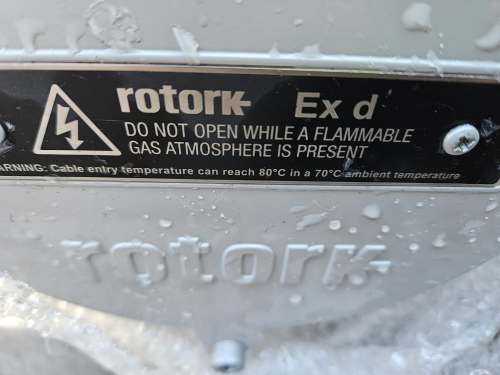 rotork Ex d
DO NOT OPEN WHILE A FLAMMABLE
GAS ATMOSPHERE IS PRESENT
WARNING: Cable entry temperature can reach 80°C in a 70°C ambient temperature
rotork